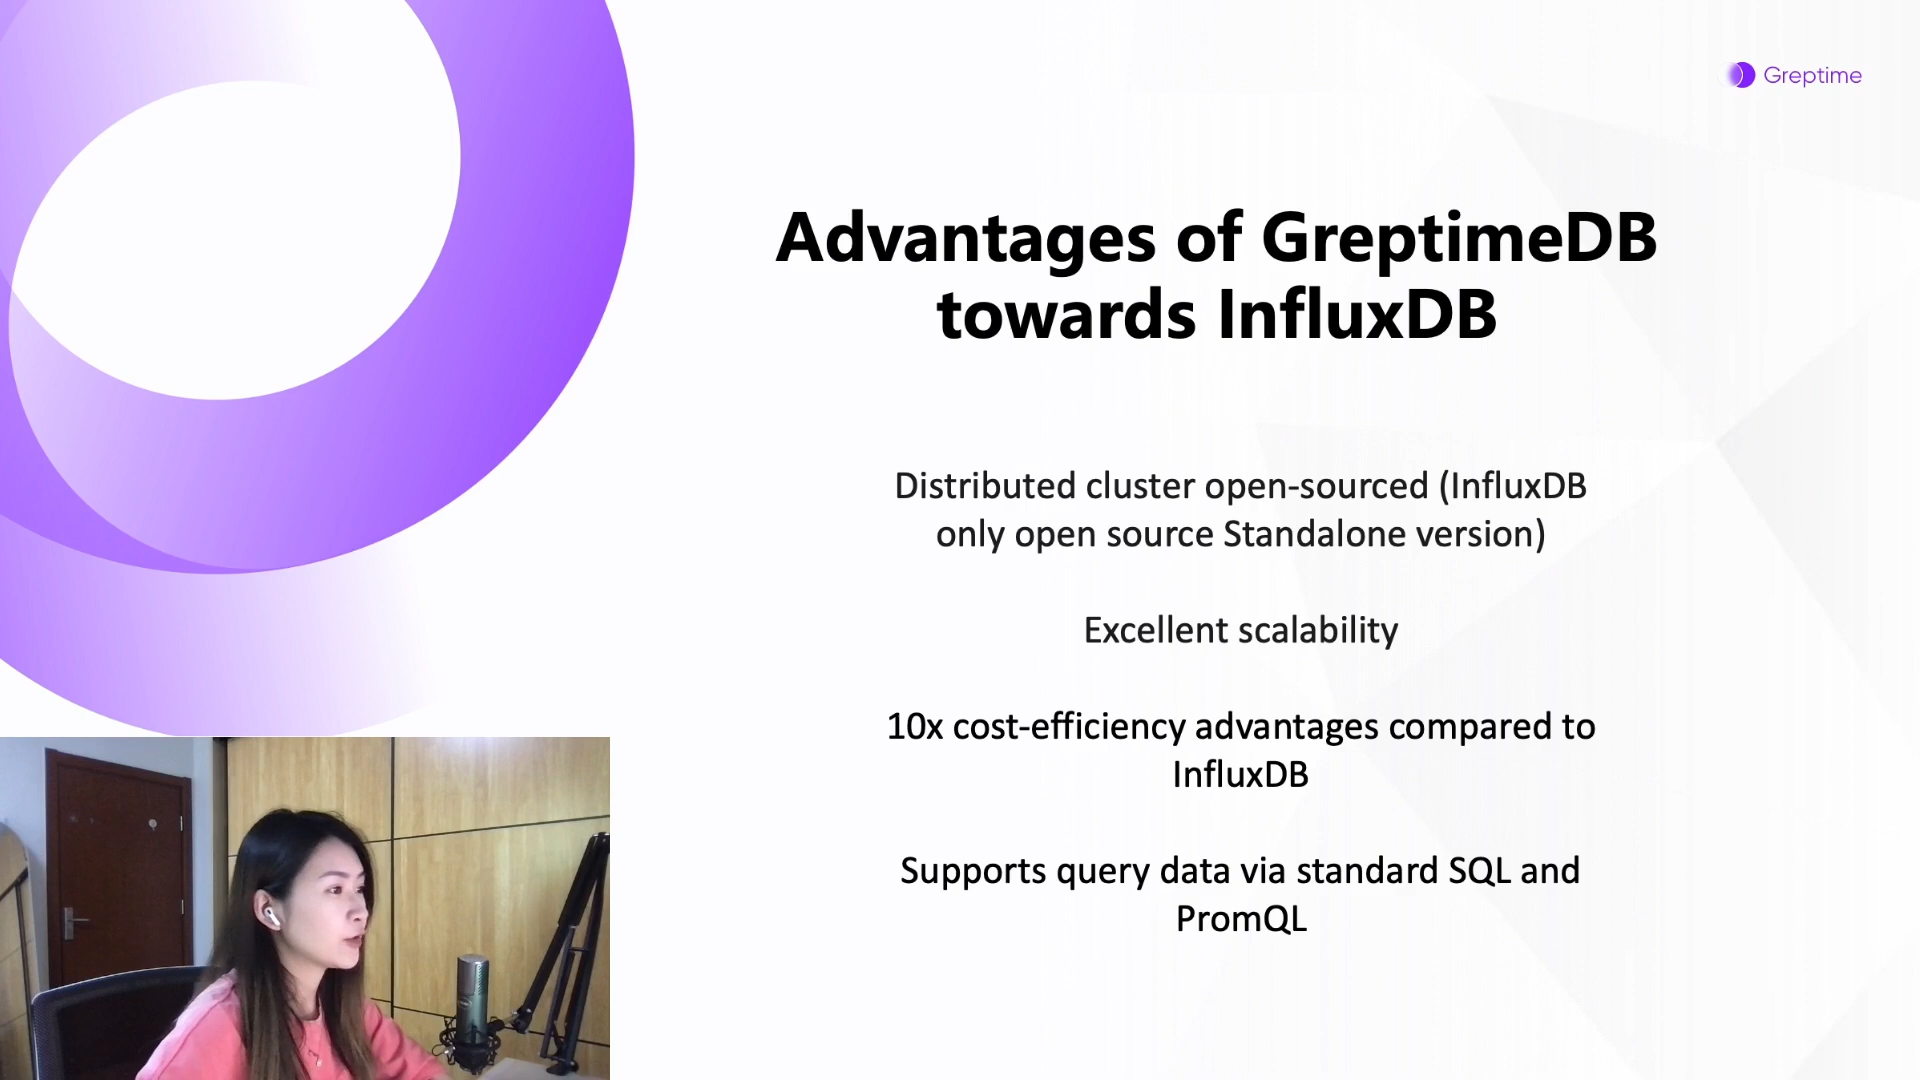 Greptime
Advantages of GreptimeDB
towards InfluxDB
Distributed cluster open-sourced (InfluxDB
only open source Standalone version)
Excellent scalability
10x cost-efficiency advantages compared to
InfluxDB
Supports query data via standard SQL and
PromQL